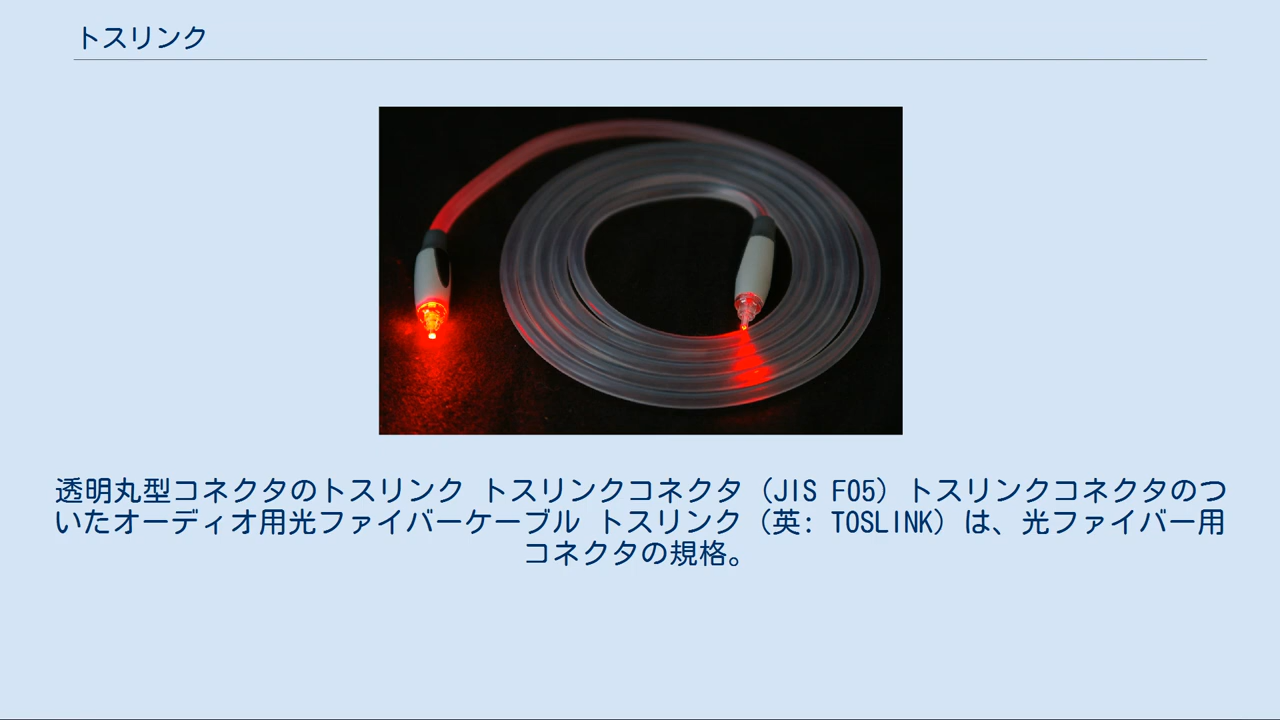 トスリンク
透明丸型コネクタのトスリンク トスリンクコネクタ（JIS F05）トスリンクコネクタのつ
いたオーディオ用光ファイバーケーブル トスリンク（英: TOSLINK）は、光ファイバー用
コネクタの規格。